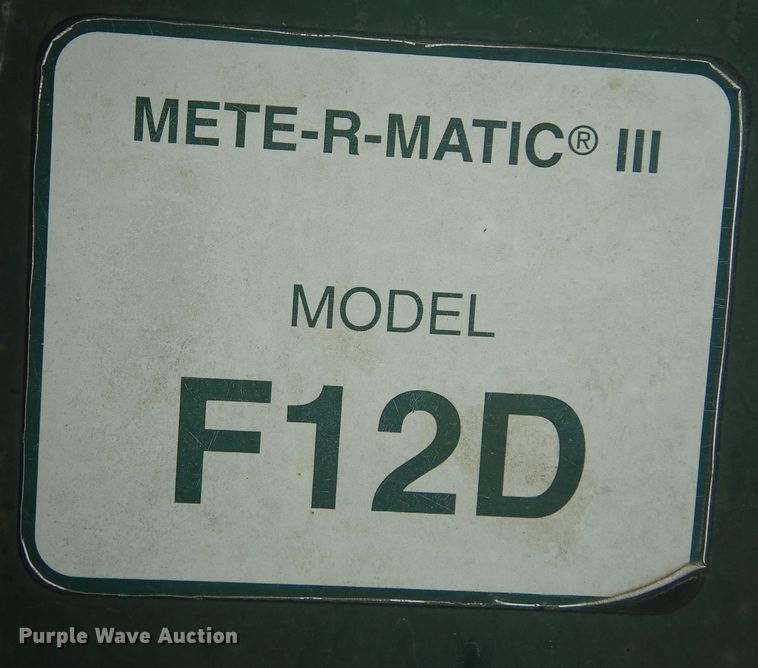 METE-R-MATIC® III
MODEL
F12D
Purple Wave Auction